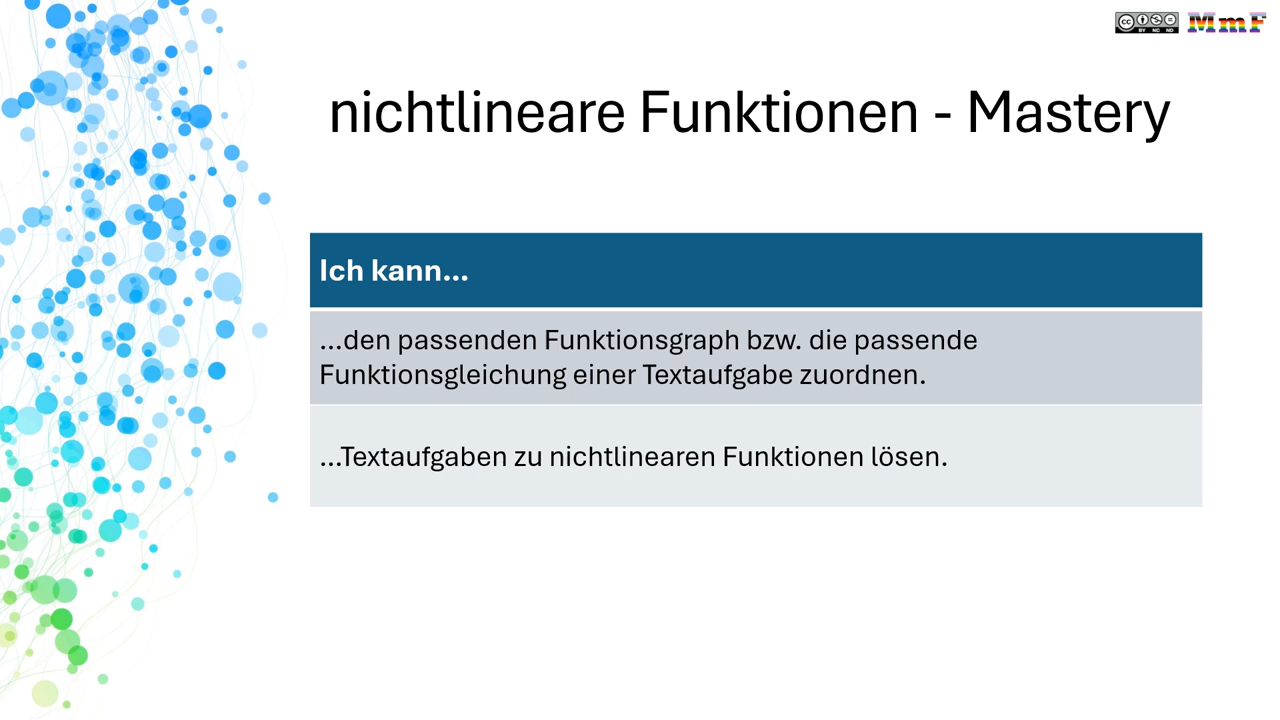 MmF
nichtlineare Funktionen - Mastery
Ich kann...
...den passenden Funktionsgraph bzw. die passende
Funktionsgleichung einer Textaufgabe zuordnen.
...Textaufgaben zu nichtlinearen Funktionen lösen.